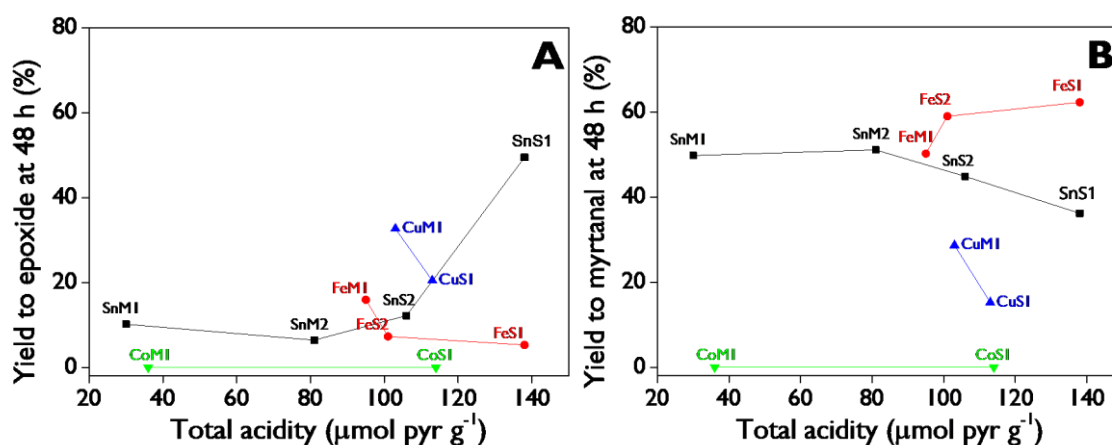 A
Yield to epoxide at 48 h (%)
80
60
40
20
0
SnS1
CuM1
CuS1
FeM1
SnS2
SnM1
SnM2
FeS2
FeS1
CoM1
CoS1
20 40 60 80 100 120 140
Total acidity (μmol pyr g⁻¹)
B
Yield to myrtanal at 48 h (%)
80
60
40
20
0
FeS1
FeS2
FeM1
SnM1
SnM2
SnS2
SnS1
CuM1
CuS1
CoM1
CoS1
20 40 60 80 100 120 140
Total acidity (μmol pyr g⁻¹)